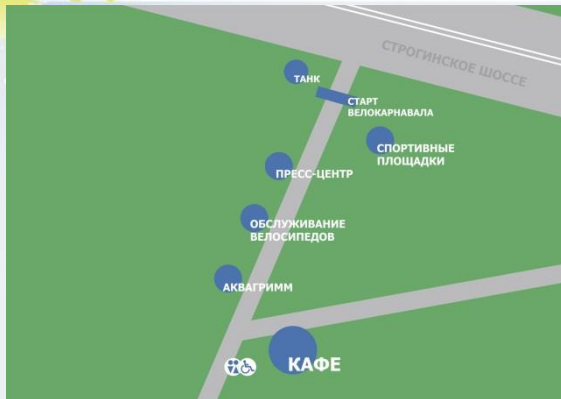 СТРОГИНСКОЕ ШОССЕ
ТАНК
СТАРТ
ВЕЛОКАРНАВАЛА
СПОРТИВНЫЕ
ПЛОЩАДКИ
ПРЕСС-ЦЕНТР
ОБСЛУЖИВАНИЕ
ВЕЛОСИПЕДОВ
АКВАГРИММ
КАФЕ